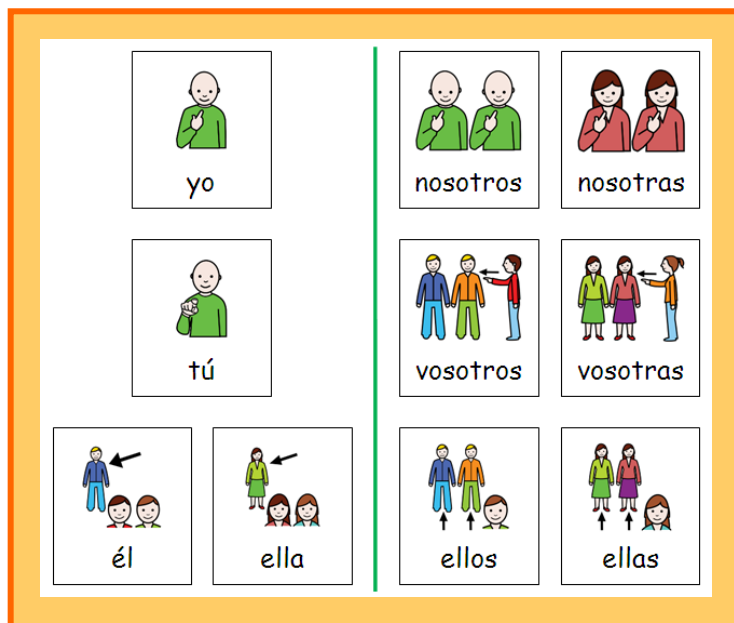 yo
nosotros
nosotras
tú
vosotros
vosotras
él
ella
ellos
ellas